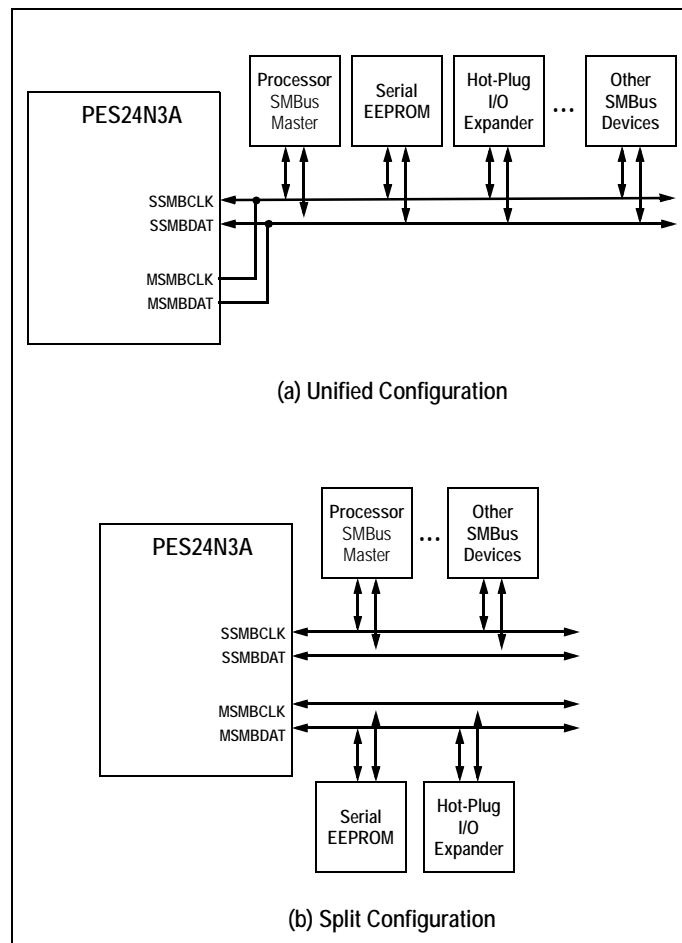 PES24N3A
Processor
SMBus
Master
Serial
EEPROM
Hot-Plug
I/O
Expander
...
Other
SMBus
Devices
SSMBCLK
SSMBDAT
MSMBCLK
MSMBDAT
(a) Unified Configuration
PES24N3A
Processor
SMBus
Master
...
Other
SMBus
Devices
SSMBCLK
SSMBDAT
MSMBCLK
MSMBDAT
Serial
EEPROM
Hot-Plug
I/O
Expander
(b) Split Configuration